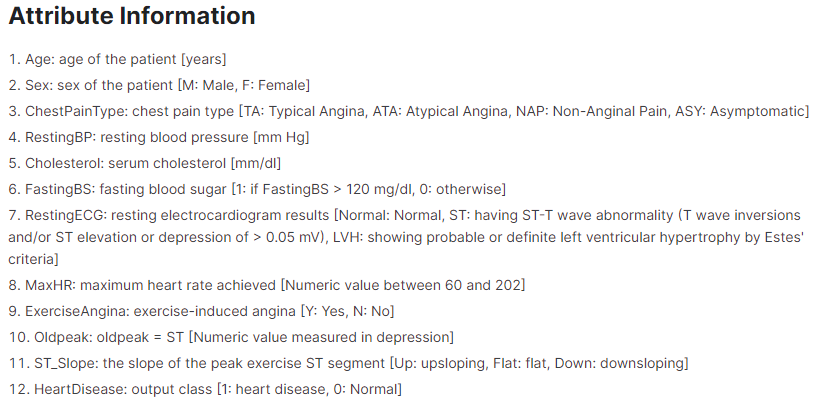 Attribute Information
1. Age: age of the patient [years]
2. Sex: sex of the patient [M: Male, F: Female]
3. ChestPainType: chest pain type [TA: Typical Angina, ATA: Atypical Angina, NAP: Non-Anginal Pain, ASY: Asymptomatic]
4. RestingBP: resting blood pressure [mm Hg]
5. Cholesterol: serum cholesterol [mm/dl]
6. FastingBS: fasting blood sugar [1: if FastingBS > 120 mg/dl, 0: otherwise]
7. RestingECG: resting electrocardiogram results [Normal: Normal, ST: having ST-T wave abnormality (T wave inversions
and/or ST elevation or depression of > 0.05 mV), LVH: showing probable or definite left ventricular hypertrophy by Estes'
criteria]
8. MaxHR: maximum heart rate achieved [Numeric value between 60 and 202]
9. ExerciseAngina: exercise-induced angina [Y: Yes, N: No]
10. Oldpeak: oldpeak = ST [Numeric value measured in depression]
11. ST_Slope: the slope of the peak exercise ST segment [Up: upsloping, Flat: flat, Down: downsloping]
12. HeartDisease: output class [1: heart disease, 0: Normal]